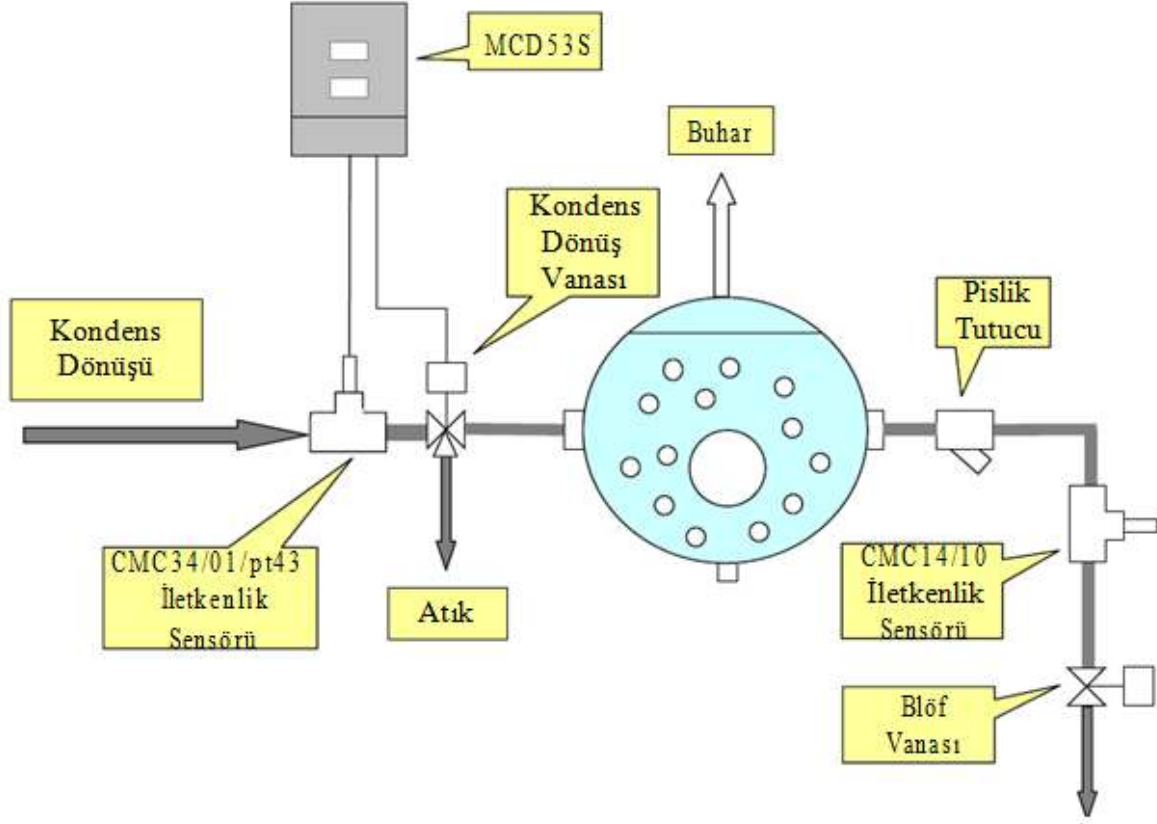 MCD53S
Buhar
Kondens
Dönüş
Vanası
Pislik
Tutucu
Kondens
Dönüşü
CMC34/01/pt43
İletkenlik
Sensörü
Atık
CMC14/10
İletkenlik
Sensörü
Blöf
Vanası